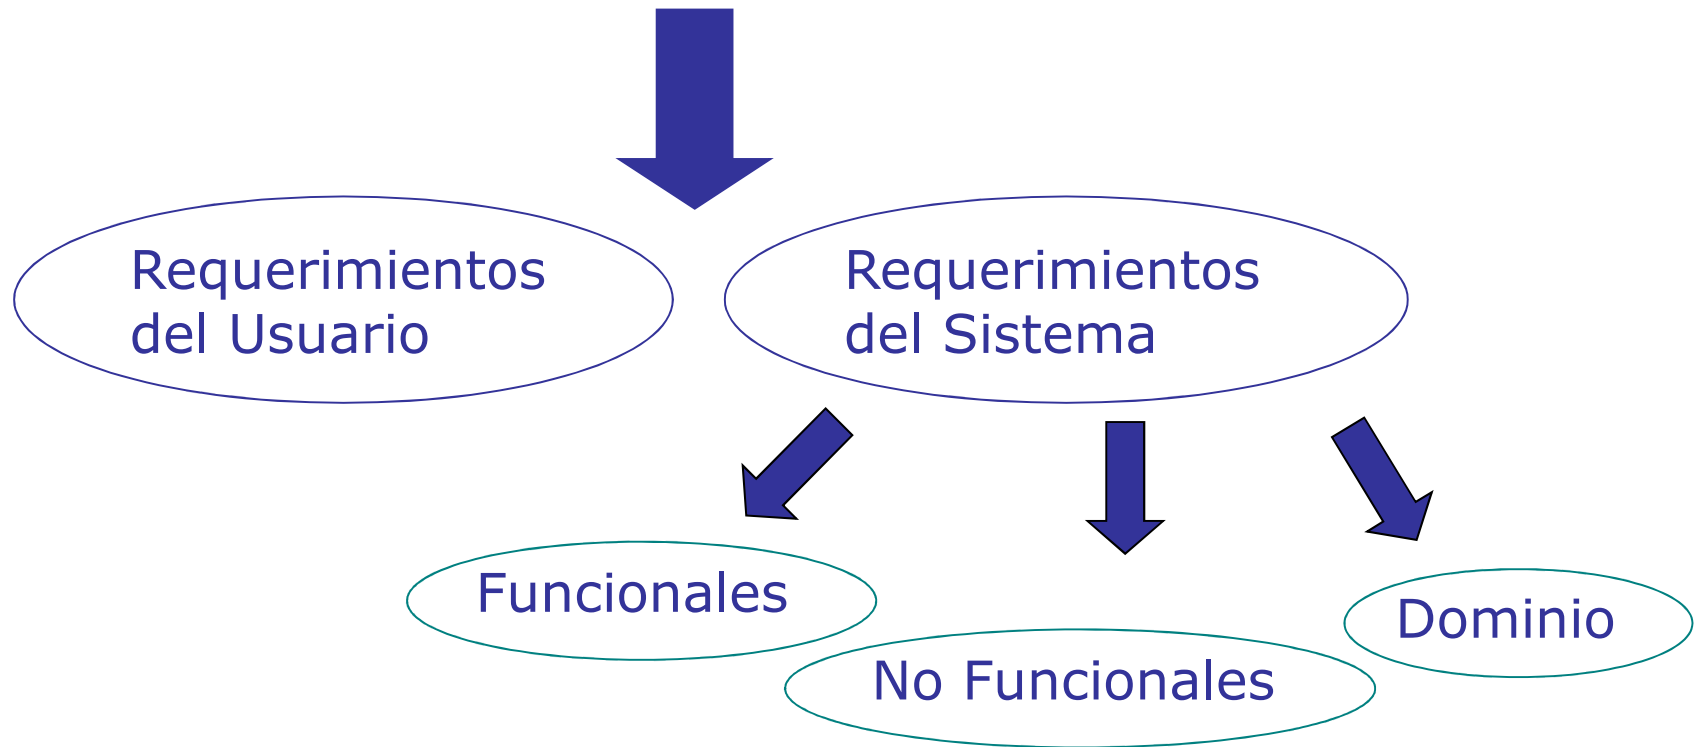 Requerimientos
del Usuario
Requerimientos
del Sistema
Funcionales
No Funcionales
Dominio